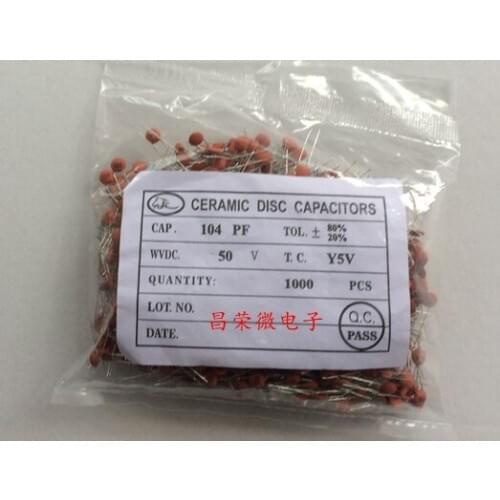 CERAMIC DISC CAPACITORS
CAP. 104 PF TOL. ± 80% 20%
WVDC. 50 V T.C. Y5V
QUANTITY: 1000 PCS
LOT. NO.
DATE.
Q.C.
PASS
昌荣微电子